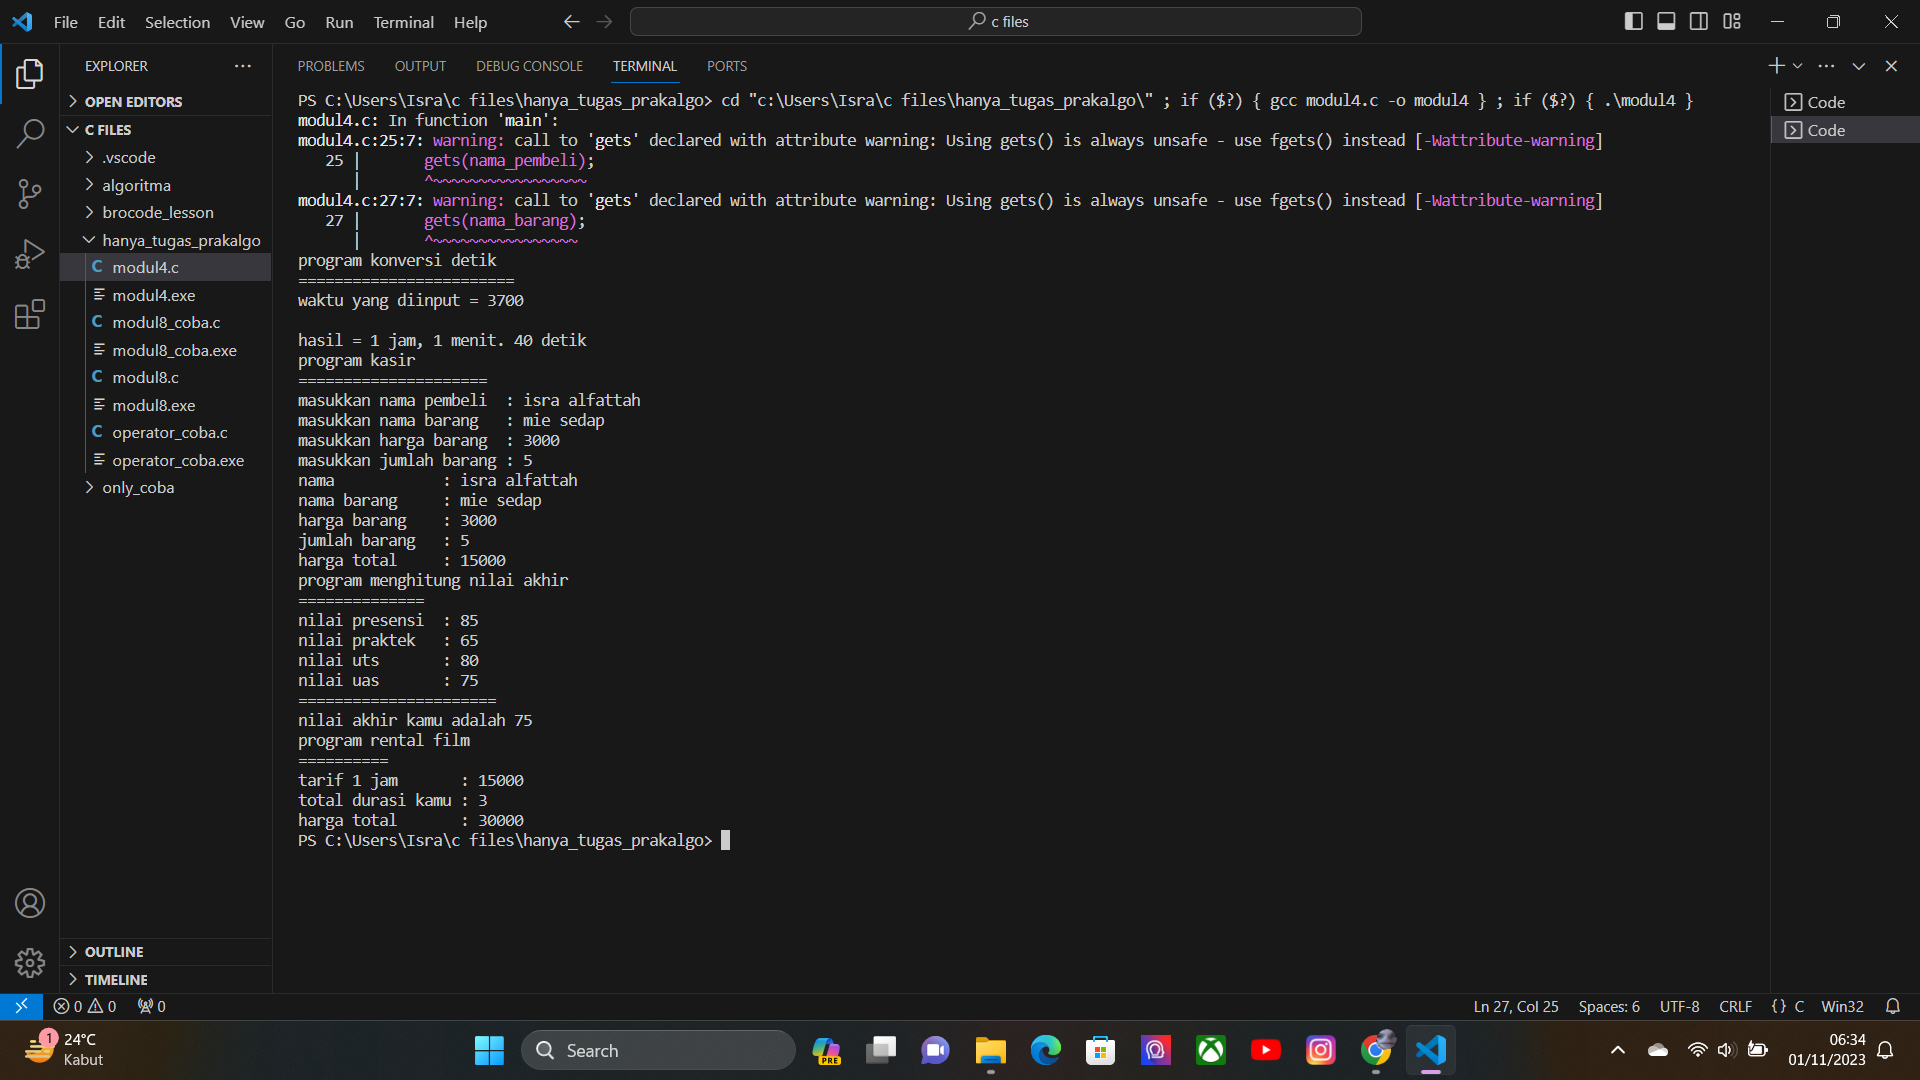 File Edit Selection View Go Run Terminal Help
c files
EXPLORER
OPEN EDITORS
C FILES
.vscode
algoritma
brocode_lesson
hanya_tugas_prakalgo
C modul4.c
modul4.exe
C modul8_coba.c
modul8_coba.exe
C modul8.c
modul8.exe
C operator_coba.c
operator_coba.exe
only_coba
OUTLINE
TIMELINE
PROBLEMS OUTPUT DEBUG CONSOLE TERMINAL PORTS
PS C:\Users\Isra\c files\hanya_tugas_prakalgo> cd "c:\Users\Isra\c files\hanya_tugas_prakalgo\" ; if ($?) { gcc modul4.c -o modul4 } ; if ($?) { .\modul4 }
modul4.c: In function 'main':
modul4.c:25:7: warning: call to 'gets' declared with attribute warning: Using gets() is always unsafe - use fgets() instead [-Wattribute-warning]
25 | gets(nama_pembeli);
| ^~~~~~~~~~~~~~~~~~
modul4.c:27:7: warning: call to 'gets' declared with attribute warning: Using gets() is always unsafe - use fgets() instead [-Wattribute-warning]
27 | gets(nama_barang);
| ^~~~~~~~~~~~~~~~~
program konversi detik
========================
waktu yang diinput = 3700
hasil = 1 jam, 1 menit. 40 detik
program kasir
=====================
masukkan nama pembeli : isra alfattah
masukkan nama barang : mie sedap
masukkan harga barang : 3000
masukkan jumlah barang : 5
nama : isra alfattah
nama barang : mie sedap
harga barang : 3000
jumlah barang : 5
harga total : 15000
program menghitung nilai akhir
==============
nilai presensi : 85
nilai praktek : 65
nilai uts : 80
nilai uas : 75
======================
nilai akhir kamu adalah 75
program rental film
==========
tarif 1 jam : 15000
total durasi kamu : 3
harga total : 30000
PS C:\Users\Isra\c files\hanya_tugas_prakalgo>
Code
Code
0 0 0
Ln 27, Col 25 Spaces: 6 UTF-8 CRLF {} C Win32
1
24°C
Kabut
Search
PRE
06:34
01/11/2023